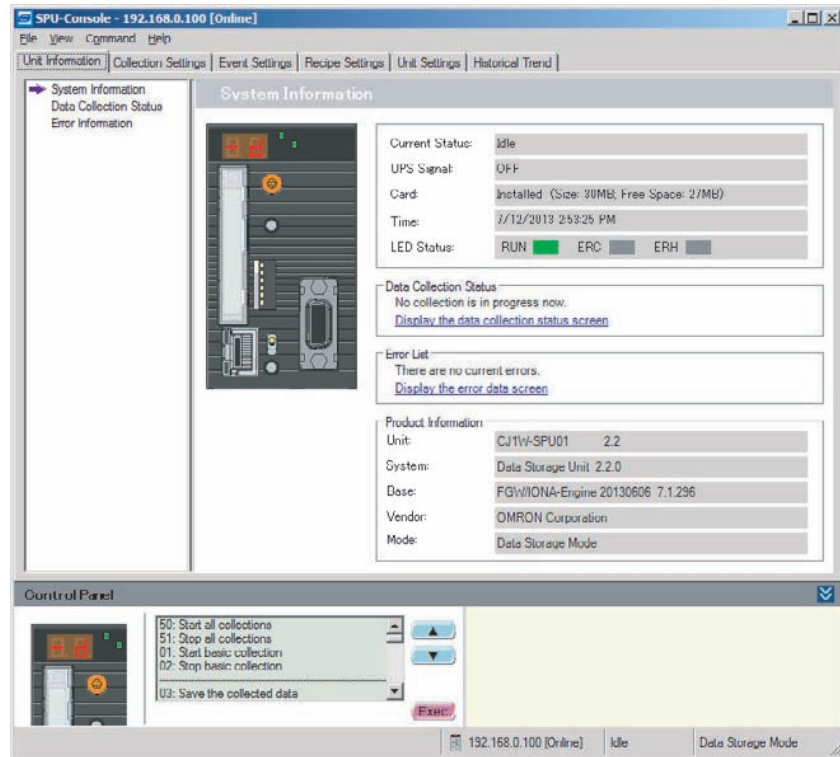 SPU-Console - 192.168.0.100 [Online]
File View Command Help
Unit Information Collection Settings Event Settings Recipe Settings Unit Settings Historical Trend
System Information
Data Collection Status
Error Information
System Information
Current Status: Idle
UPS Signal: OFF
Card: Installed (Size: 30MB; Free Space: 27MB)
Time: 7/12/2013 2:53:25 PM
LED Status: RUN ERC ERH
Data Collection Status
No collection is in progress now.
Display the data collection status screen
Error List
There are no current errors.
Display the error data screen
Product Information
Unit: CJ1W-SPU01 2.2
System: Data Storage Unit 2.2.0
Base: FGW/IONA-Engine 20130606 7.1.296
Vendor: OMRON Corporation
Mode: Data Storage Mode
Control Panel
50: Start all collections
51: Stop all collections
01: Start basic collection
02: Stop basic collection
03: Save the collected data
Exec
192.168.0.100 [Online] Idle Data Storage Mode